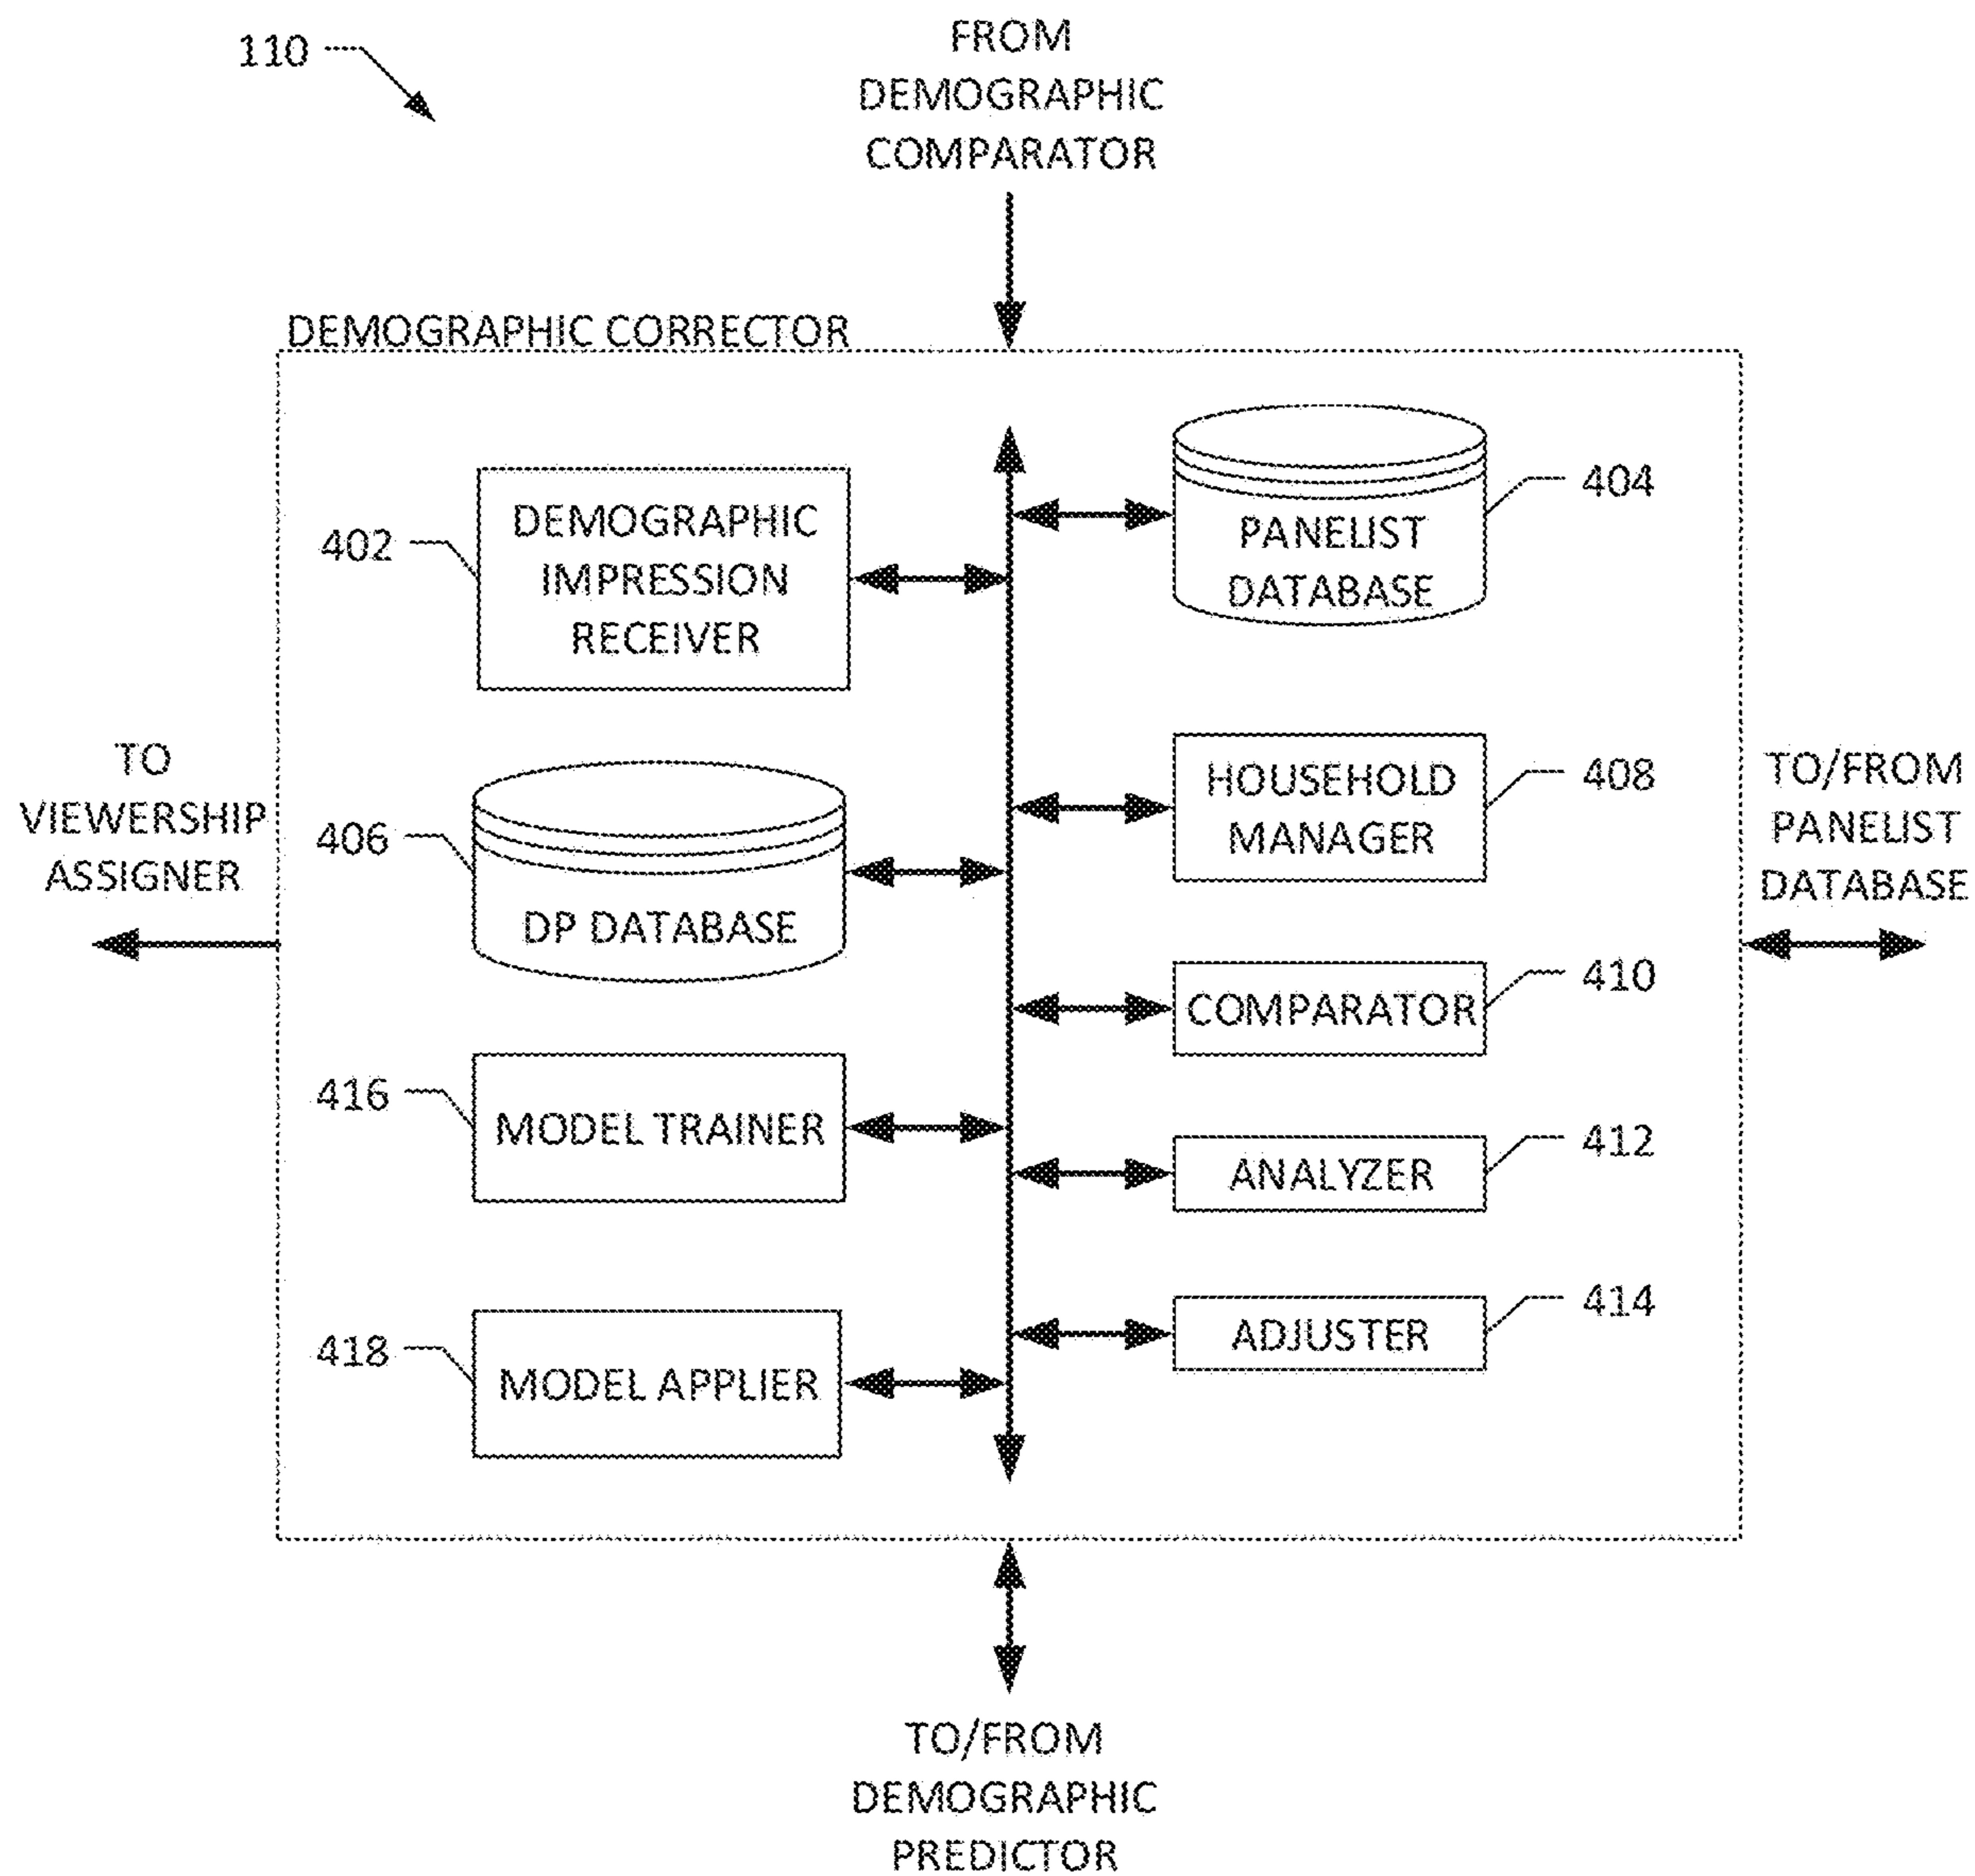 110
FROM
DEMOGRAPHIC
COMPARATOR
DEMOGRAPHIC CORRECTOR
402
DEMOGRAPHIC
IMPRESSION
RECEIVER
PANELIST
DATABASE
404
TO
VIEWERSHIP
ASSIGNER
406
DP DATABASE
HOUSEHOLD
MANAGER
408
TO/FROM
PANELIST
DATABASE
COMPARATOR
410
416
MODEL TRAINER
ANALYZER
412
418
MODEL APPLIER
ADJUSTER
414
TO/FROM
DEMOGRAPHIC
PREDICTOR